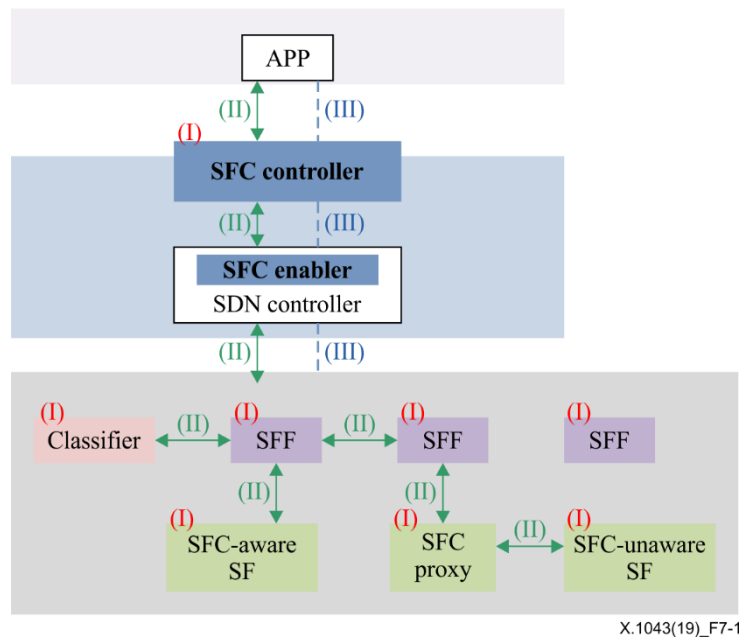 APP
(II)
(III)
(I)
SFC controller
(II)
(III)
SFC enabler
SDN controller
(II)
(III)
(I)
(I)
(I)
(I)
Classifier
(II)
SFF
(II)
SFF
SFF
(II)
(II)
(I)
(I)
(I)
SFC-aware
SF
SFC
proxy
(II)
SFC-unaware
SF
X.1043(19)_F7-1